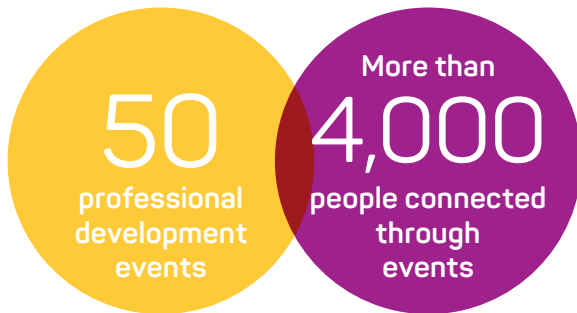 50
professional
development
events
More than
4,000
people connected
through
events